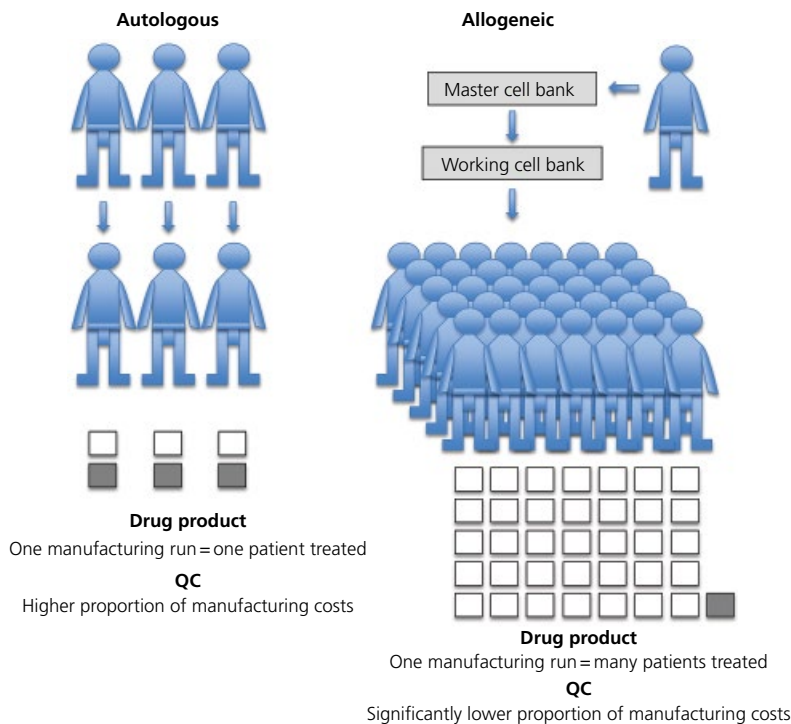 Autologous
Allogeneic
Master cell bank
Working cell bank
Drug product
One manufacturing run = one patient treated
QC
Higher proportion of manufacturing costs
Drug product
One manufacturing run = many patients treated
QC
Significantly lower proportion of manufacturing costs